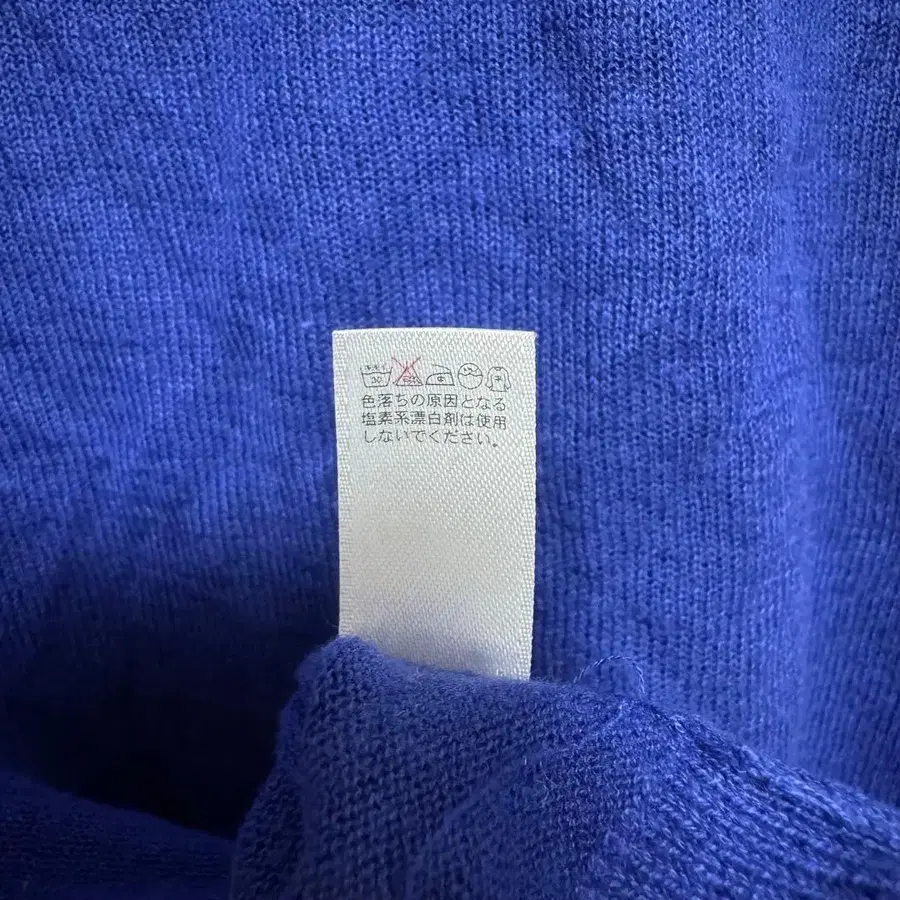 30
色落ちの原因となる
塩素系漂白剤は使用
しないでください。